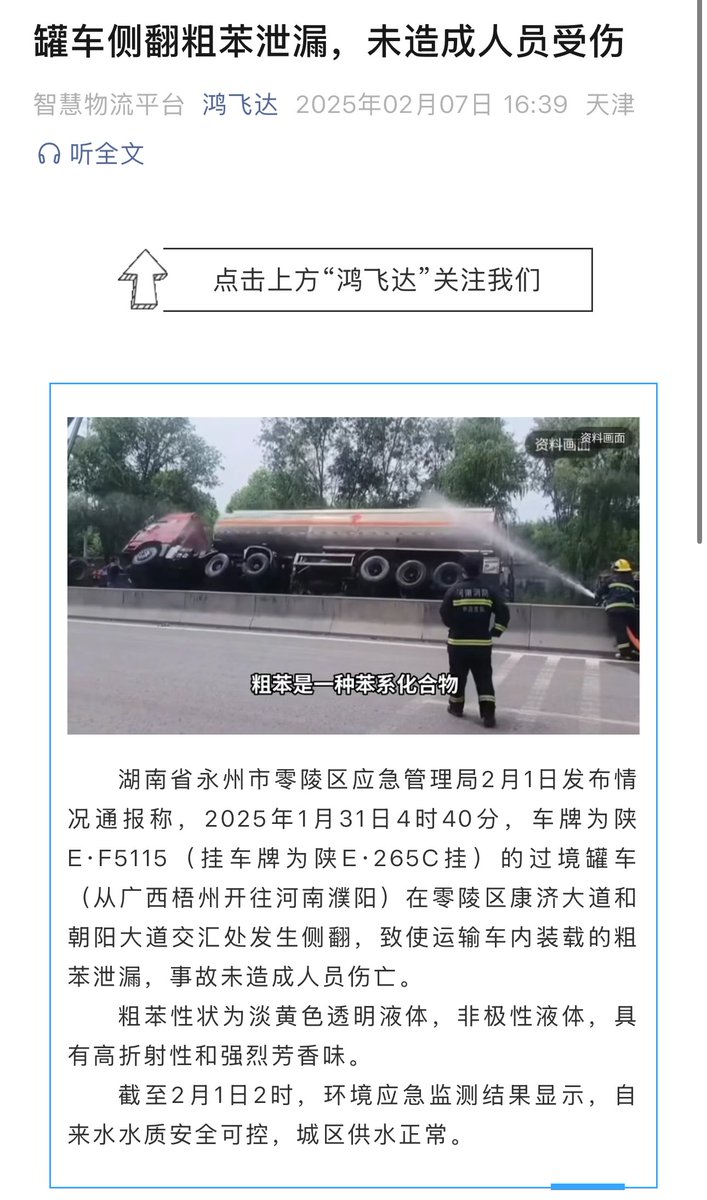 罐车侧翻粗苯泄漏，未造成人员受伤
智慧物流平台 鸿飞达 2025年02月07日 16:39 天津
听全文
点击上方“鸿飞达”关注我们
资料画面
资料画面
河南消防
粗苯是一种苯系化合物
湖南省永州市零陵区应急管理局2月1日发布情
况通报称，2025年1月31日4时40分，车牌为陕
E·F5115（挂车牌为陕E·265C挂）的过境罐车
（从广西梧州开往河南濮阳）在零陵区康济大道和
朝阳大道交汇处发生侧翻，致使运输车内装载的粗
苯泄漏，事故未造成人员伤亡。
粗苯性状为淡黄色透明液体，非极性液体，具
有高折射性和强烈芳香味。
截至2月1日2时，环境应急监测结果显示，自
来水水质安全可控，城区供水正常。